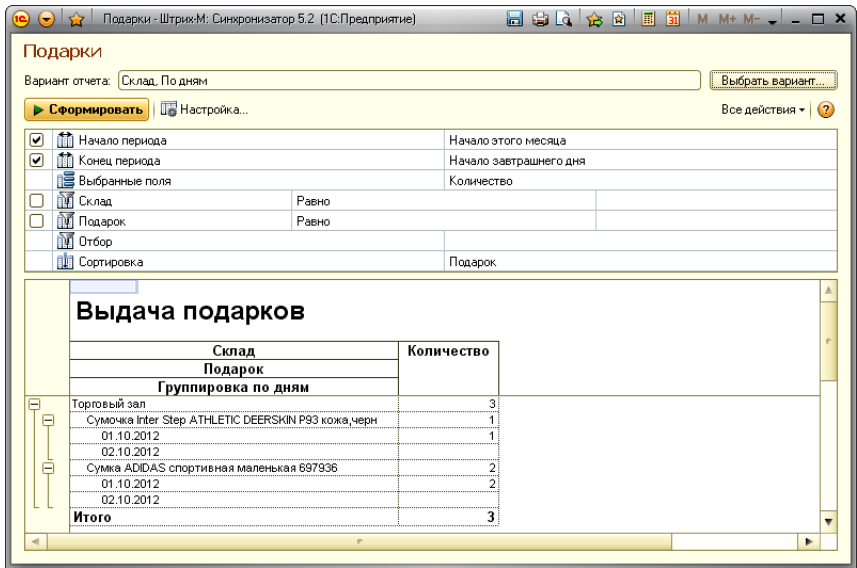 Подарки - Штрих-М: Синхронизатор 5.2 (1С:Предприятие)
M M+ M-
Подарки
Вариант отчета: Склад, По дням Выбрать вариант...
Сформировать Настройка... Все действия
Начало периода Начало этого месяца
Конец периода Начало завтрашнего дня
Выбранные поля Количество
Склад Равно
Подарок Равно
Отбор
Сортировка Подарок
Выдача подарков
Склад Количество
Подарок
Группировка по дням
Торговый зал 3
Сумочка Inter Step ATHLETIC DEERSKIN P93 кожа,черн 1
01.10.2012 1
02.10.2012
Сумка ADIDAS спортивная маленькая 697936 2
01.10.2012 2
02.10.2012
Итого 3